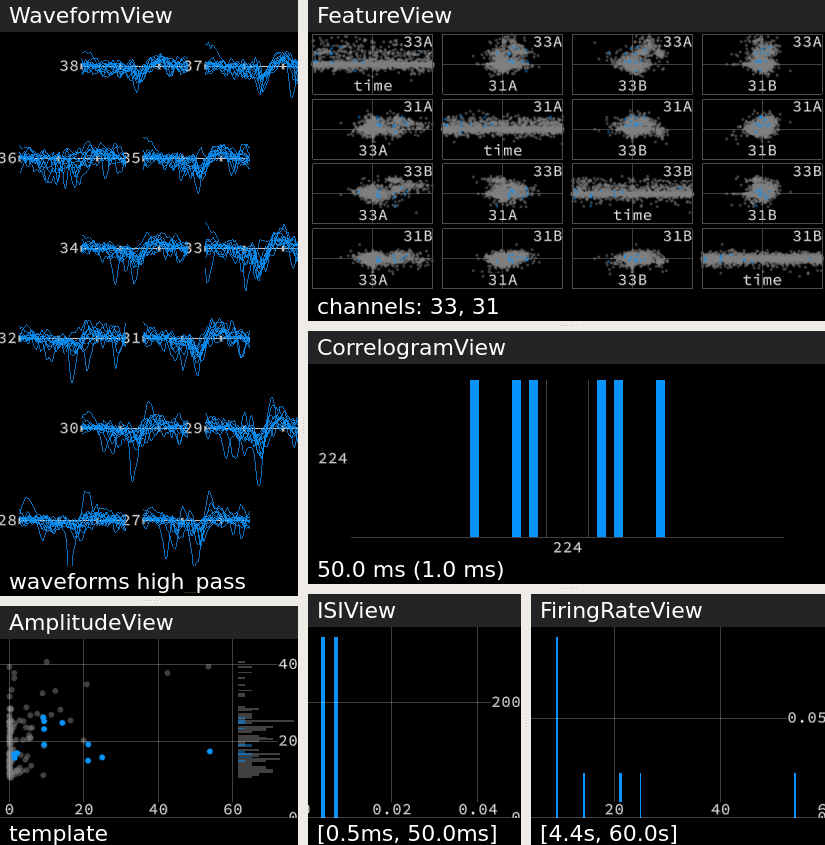 WaveformView
38 37
36 35
34 33
32 31
30 29
28 27
waveforms high_pass
FeatureView
33A 33A 33A 33A
time 31A 33B 31B
31A 31A 31A 31A
33A time 33B 31B
33B 33B 33B 33B
33A 31A time 31B
31B 31B 31B 31B
33A 31A 33B time
channels: 33, 31
CorrelogramView
224
224
50.0 ms (1.0 ms)
AmplitudeView
40
20
0 20 40 60 0
template
ISIView
200
0 0.02 0.04 0
[0.5ms, 50.0ms]
FiringRateView
0.05
20 40 6
[4.4s, 60.0s]